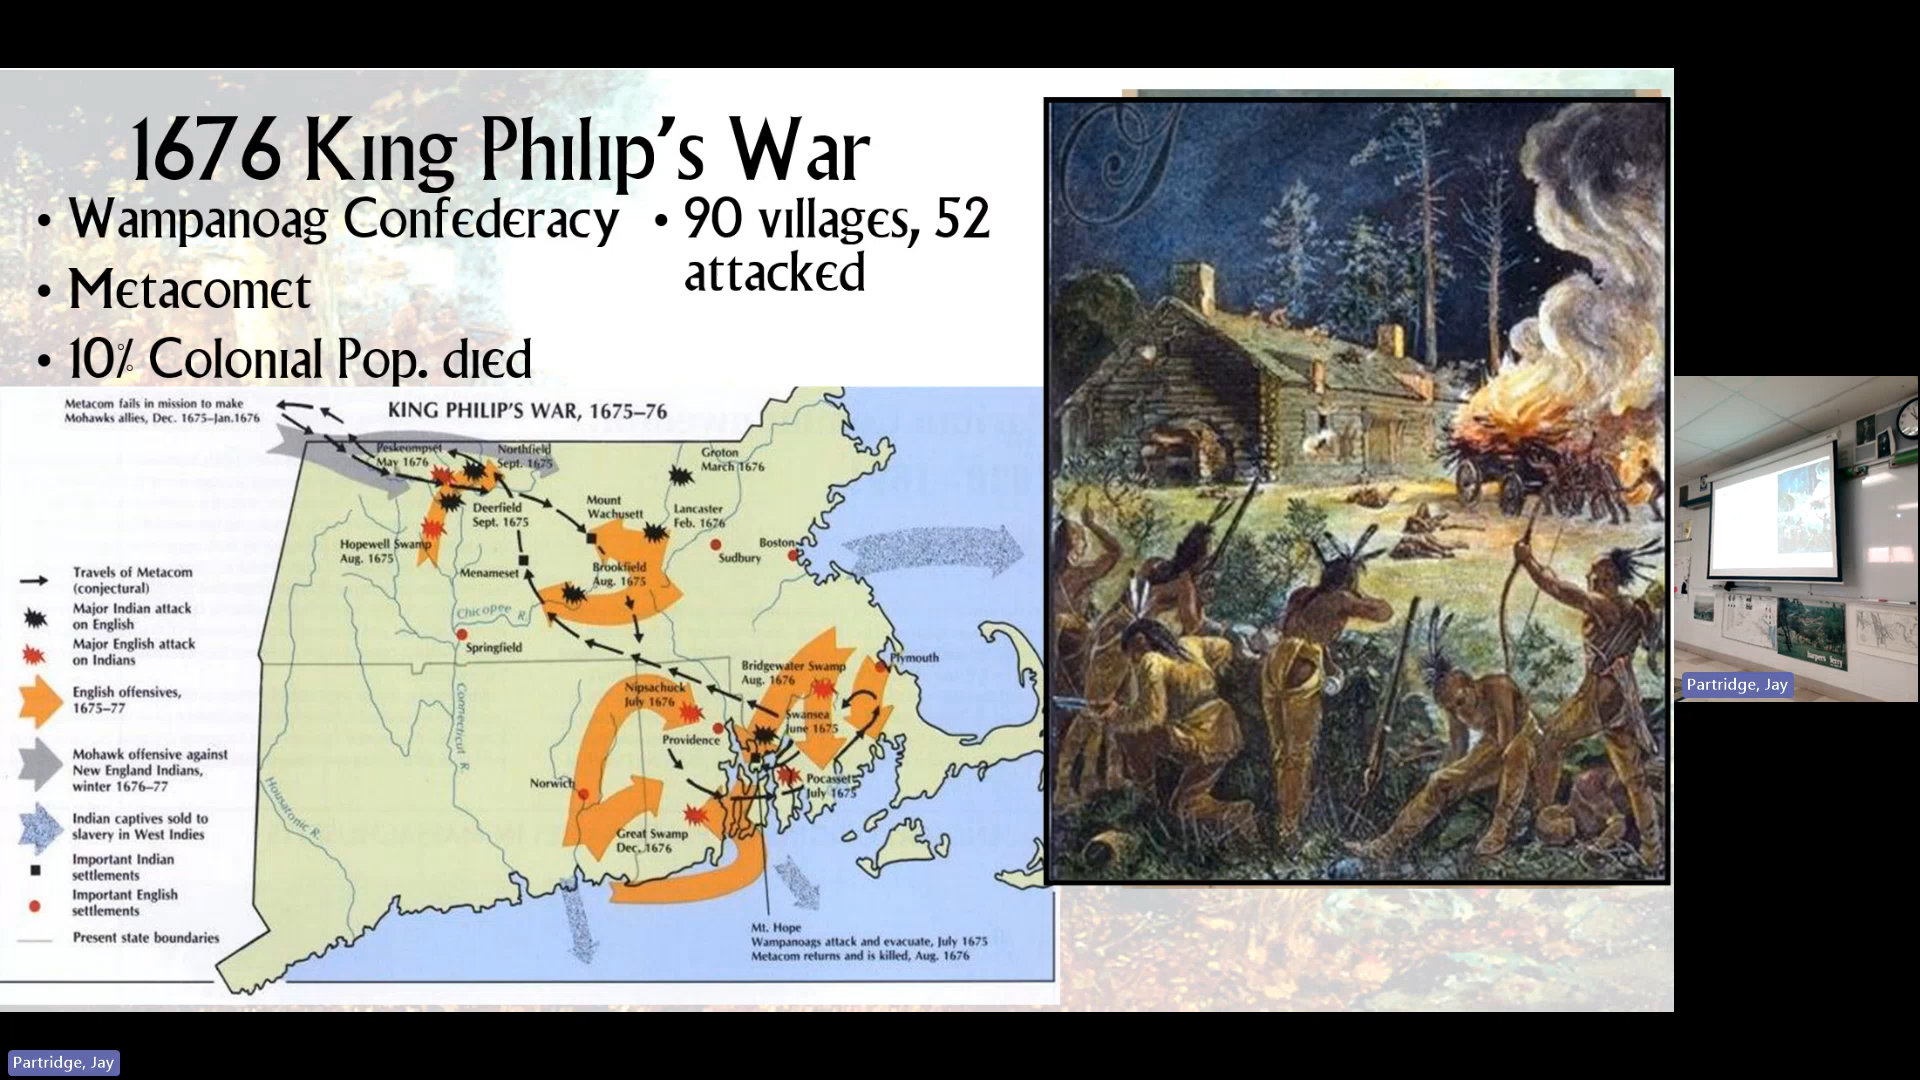 1676 King Philip's War
• Wampanoag Confederacy
• Metacomet
• 10% Colonial Pop. died
• 90 villages, 52
attacked
Metacom fails in mission to make
Mohawks allies, Dec. 1675–Jan.1676
KING PHILIP'S WAR, 1675–76
Peskeompset
May 1676
Northfield
Sept. 1675
Groton
March 1676
Deerfield
Sept. 1675
Mount
Wachusett
Lancaster
Feb. 1676
Hopewell Swamp
Aug. 1675
Sudbury
Boston
Menameset
Brookfield
Aug. 1675
Chicopee R.
Springfield
Connecticut R.
Housatonic R.
Bridgewater Swamp
Aug. 1676
Plymouth
Nipsachuck
July 1676
Swansea
June 1675
Providence
Norwich
Pocasset
July 1675
Great Swamp
Dec. 1676
Mt. Hope
Wampanoags attack and evacuate, July 1675
Metacom returns and is killed, Aug. 1676
Travels of Metacom
(conjectural)
Major Indian attack
on English
Major English attack
on Indians
English offensives,
1675–77
Mohawk offensive against
New England Indians,
winter 1676–77
Indian captives sold to
slavery in West Indies
Important Indian
settlements
Important English
settlements
Present state boundaries
harpers ferry
Partridge, Jay
Partridge, Jay